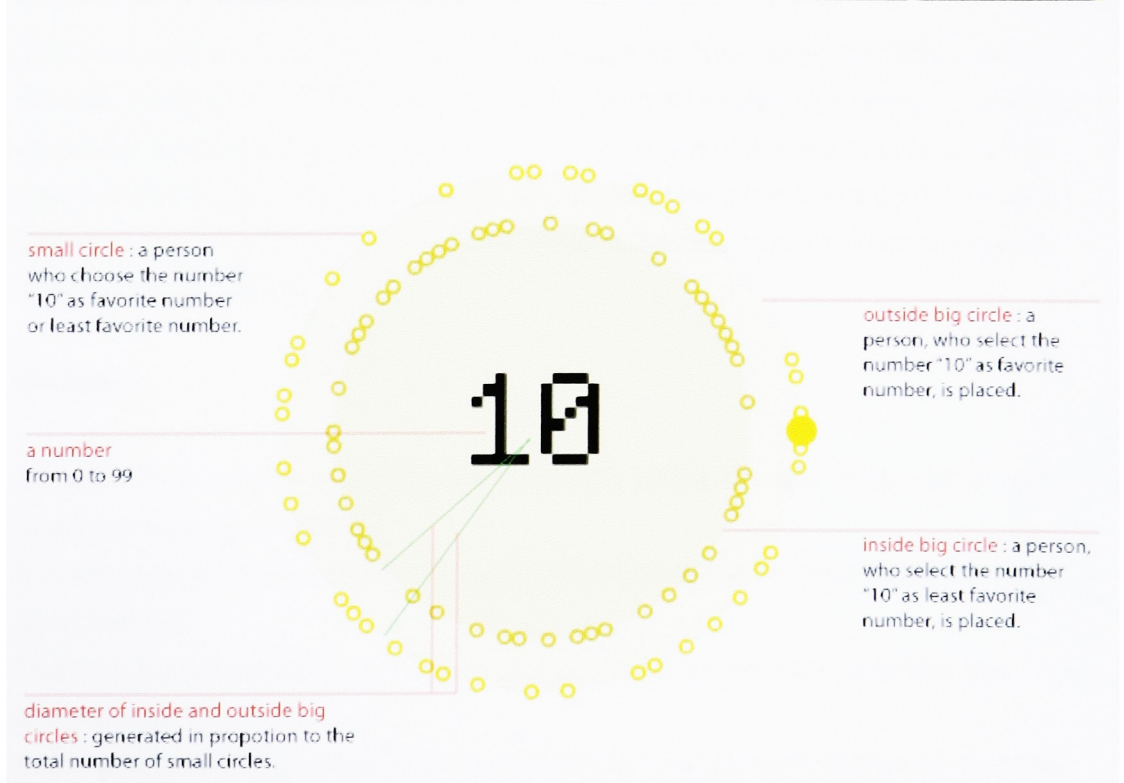 10
small circle : a person
who choose the number
"10" as favorite number
or least favorite number.
a number
from 0 to 99
diameter of inside and outside big
circles : generated in propotion to the
total number of small circles.
outside big circle : a
person, who select the
number "10" as favorite
number, is placed.
inside big circle : a person,
who select the number
"10" as least favorite
number, is placed.